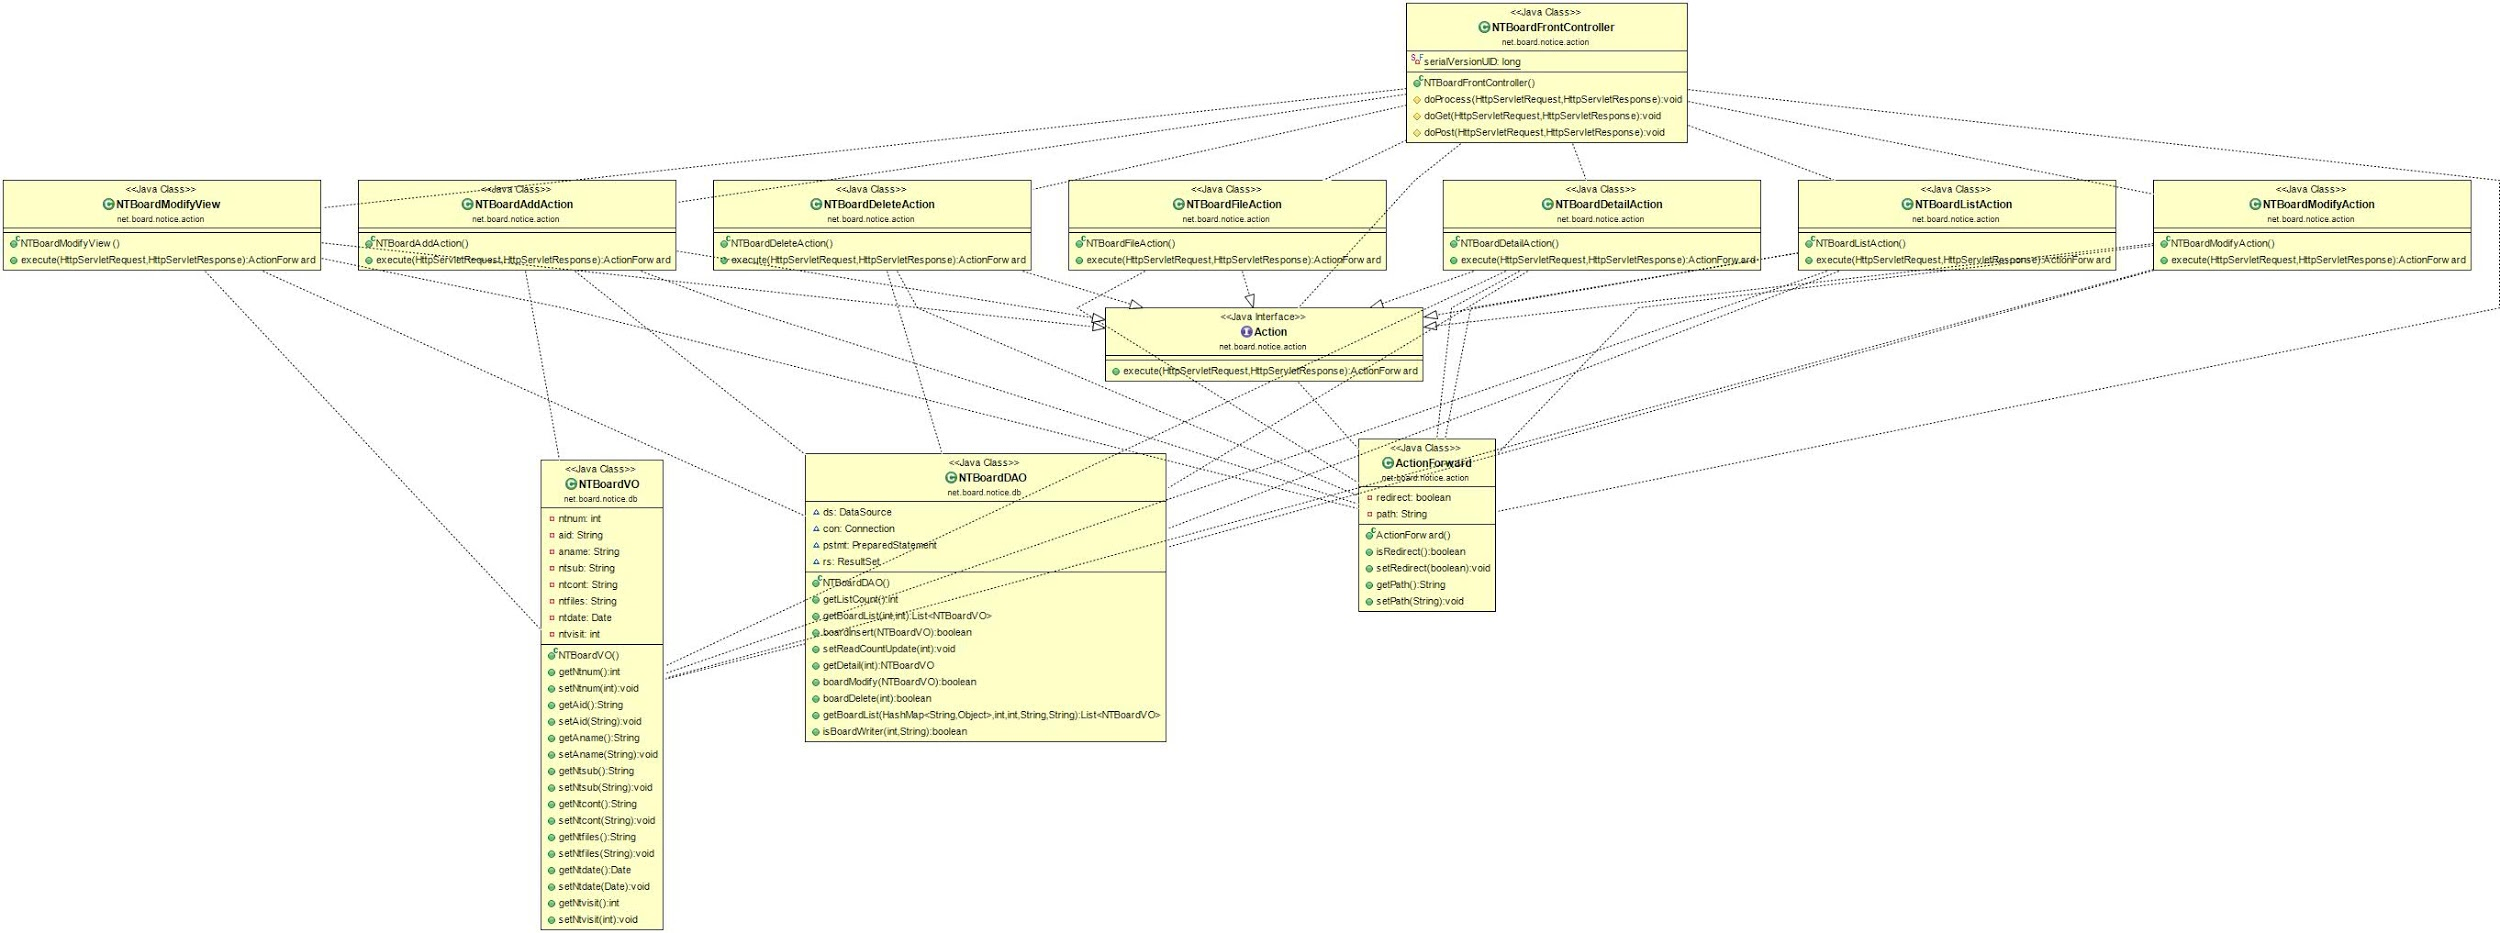 <<Java Class>>
NTBoardFrontController
net.board.notice.action
serialVersionUID: long
NTBoardFrontController()
doProcess(HttpServletRequest,HttpServletResponse):void
doGet(HttpServletRequest,HttpServletResponse):void
doPost(HttpServletRequest,HttpServletResponse):void
<<Java Class>>
NTBoardModifyView
net.board.notice.action
NTBoardModifyView()
execute(HttpServletRequest,HttpServletResponse):ActionForward
<<Java Class>>
NTBoardAddAction
net.board.notice.action
NTBoardAddAction()
execute(HttpServletRequest,HttpServletResponse):ActionForward
<<Java Class>>
NTBoardDeleteAction
net.board.notice.action
NTBoardDeleteAction()
execute(HttpServletRequest,HttpServletResponse):ActionForward
<<Java Class>>
NTBoardFileAction
net.board.notice.action
NTBoardFileAction()
execute(HttpServletRequest,HttpServletResponse):ActionForward
<<Java Class>>
NTBoardDetailAction
net.board.notice.action
NTBoardDetailAction()
execute(HttpServletRequest,HttpServletResponse):ActionForward
<<Java Class>>
NTBoardListAction
net.board.notice.action
NTBoardListAction()
execute(HttpServletRequest,HttpServletResponse):ActionForward
<<Java Class>>
NTBoardModifyAction
net.board.notice.action
NTBoardModifyAction()
execute(HttpServletRequest,HttpServletResponse):ActionForward
<<Java Interface>>
Action
net.board.notice.action
execute(HttpServletRequest,HttpServletResponse):ActionForward
<<Java Class>>
NTBoardVO
net.board.notice.db
ntnum: int
aid: String
aname: String
ntsub: String
ntcont: String
ntfiles: String
ntdate: Date
ntvisit: int
NTBoardVO()
getNtnum():int
setNtnum(int):void
getAid():String
setAid(String):void
getAname():String
setAname(String):void
getNtsub():String
setNtsub(String):void
getNtcont():String
setNtcont(String):void
getNtfiles():String
setNtfiles(String):void
getNtdate():Date
setNtdate(Date):void
getNtvisit():int
setNtvisit(int):void
<<Java Class>>
NTBoardDAO
net.board.notice.db
ds: DataSource
con: Connection
pstmt: PreparedStatement
rs: ResultSet
NTBoardDAO()
getListCount():int
getBoardList(int,int):List<NTBoardVO>
boardInsert(NTBoardVO):boolean
setReadCountUpdate(int):void
getDetail(int):NTBoardVO
boardModify(NTBoardVO):boolean
boardDelete(int):boolean
getBoardList(HashMap<String,Object>,int,int,String,String):List<NTBoardVO>
isBoardWriter(int,String):boolean
<<Java Class>>
ActionForward
net.board.notice.action
redirect: boolean
path: String
ActionForward()
isRedirect():boolean
setRedirect(boolean):void
getPath():String
setPath(String):void